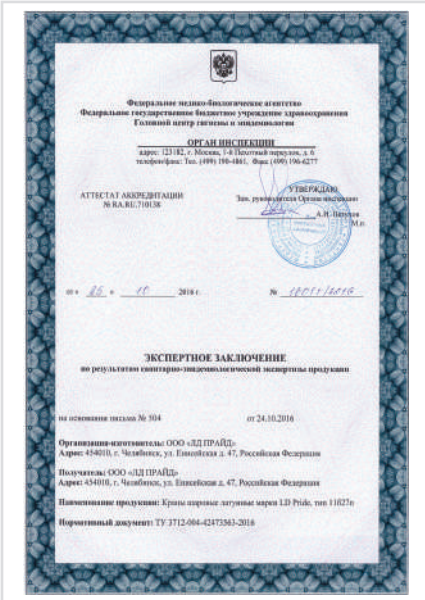 Федеральное медико-биологическое агентство
Федеральное государственное бюджетное учреждение здравоохранения
Головной центр гигиены и эпидемиологии
ОРГАН ИНСПЕКЦИИ
адрес: 123182, г. Москва, 1-й Пехотный переулок, д. 6
телефон/факс: Тел. (499) 190-4861, Факс (499) 196-6277
АТТЕСТАТ АККРЕДИТАЦИИ
№ RA.RU.710138
УТВЕРЖДАЮ
Зам. руководителя Органа инспекции
А.Н.
М.п.
от « 26 » 10 2016 г. № /2016
ЭКСПЕРТНОЕ ЗАКЛЮЧЕНИЕ
по результатам санитарно-эпидемиологической экспертизы продукции
на основании письма № 504 от 24.10.2016
Организация-изготовитель: ООО «ЛД ПРАЙД»
Адрес: 454010, г. Челябинск, ул. Енисейская д. 47, Российская Федерация
Получатель: ООО «ЛД ПРАЙД»
Адрес: 454010, г. Челябинск, ул. Енисейская д. 47, Российская Федерация
Наименование продукции: Краны шаровые латунные марки LD Pride, тип 11б27п
Нормативный документ: ТУ 3712-004-42473563-2016